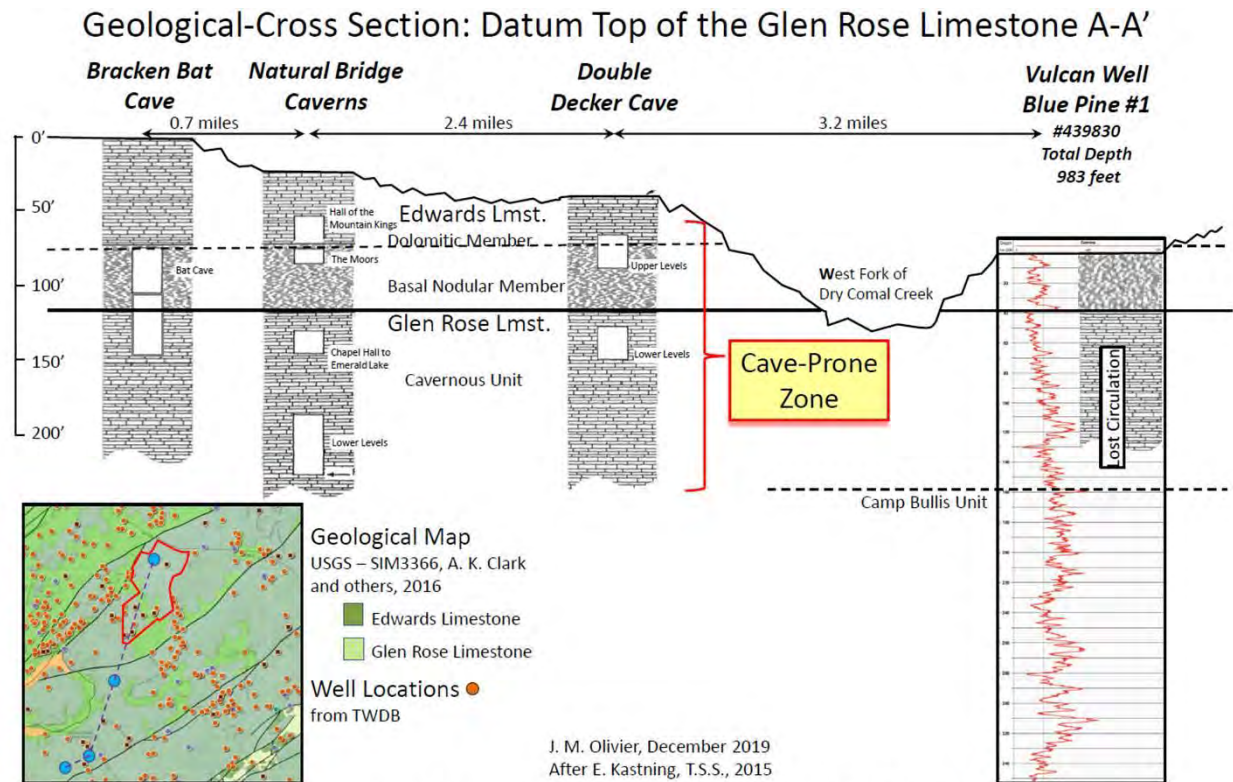 Geological-Cross Section: Datum Top of the Glen Rose Limestone A-A’
Bracken Bat
Cave
Natural Bridge
Caverns
Double
Decker Cave
Vulcan Well
Blue Pine #1
#439830
Total Depth
983 feet
0.7 miles
2.4 miles
3.2 miles
0’
50’
100’
150’
200’
Hall of the
Mountain Kings
The Moors
Bat Cave
Chapel Hall to
Emerald Lake
Lower Levels
Edwards Lmst.
Dolomitic Member
Basal Nodular Member
Glen Rose Lmst.
Cavernous Unit
Upper Levels
Lower Levels
Cave-Prone
Zone
West Fork of
Dry Comal Creek
Lost Circulation
Camp Bullis Unit
Geological Map
USGS – SIM3366, A. K. Clark
and others, 2016
Edwards Limestone
Glen Rose Limestone
Well Locations
from TWDB
J. M. Olivier, December 2019
After E. Kastning, T.S.S., 2015